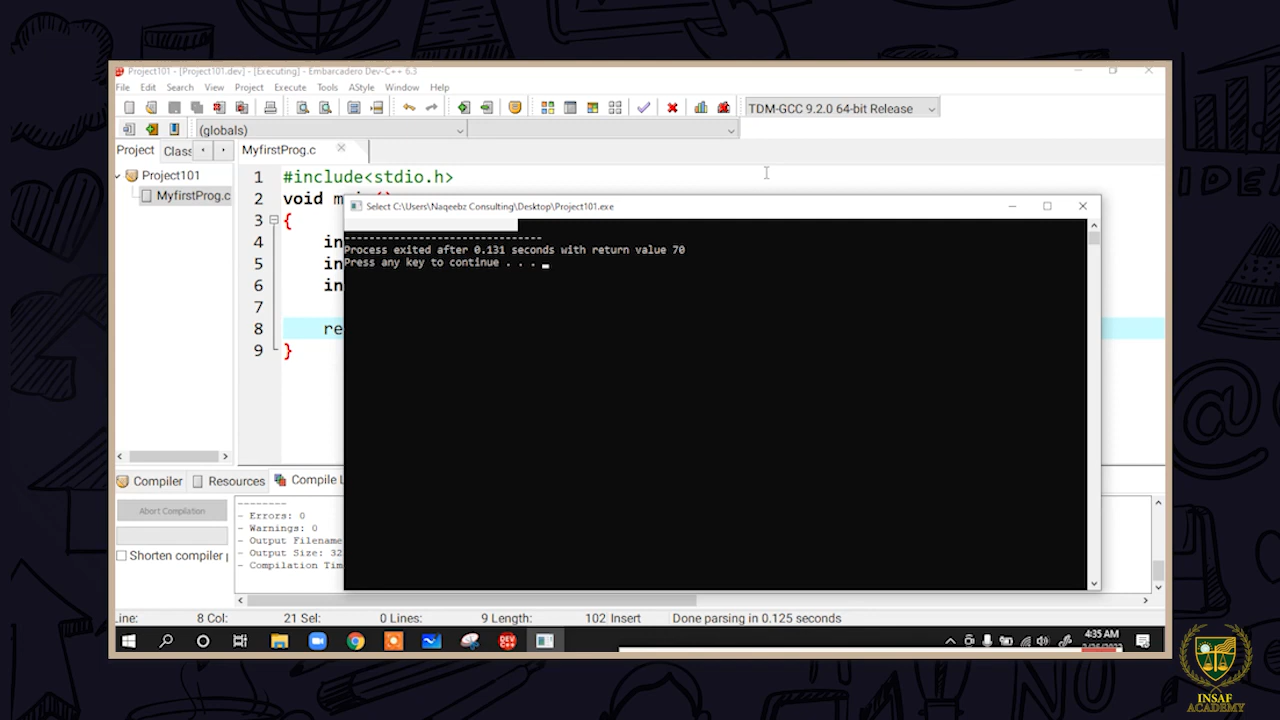 Project101 - [Project101.dev] - [Executing] - Embarcadero Dev-C++ 6.3
File Edit Search View Project Execute Tools AStyle Window Help
TDM-GCC 9.2.0 64-bit Release
(globals)
Project Class MyfirstProg.c
Project101
MyfirstProg.c
1 #include<stdio.h>
2 void m
3 {
4 in
5 in
6 in
7
8 re
9 }
Select C:\Users\Naqeebz Consulting\Desktop\Project101.exe
--------------------------------
Process exited after 0.131 seconds with return value 70
Press any key to continue . . .
Compiler Resources Compile L
Abort Compilation
Shorten compiler p
--------
- Errors: 0
- Warnings: 0
- Output Filename
- Output Size: 32
- Compilation Tim
Line: 8 Col: 21 Sel: 0 Lines: 9 Length: 102 Insert Done parsing in 0.125 seconds
DEV C++
4:35 AM
INSAF
ACADEMY